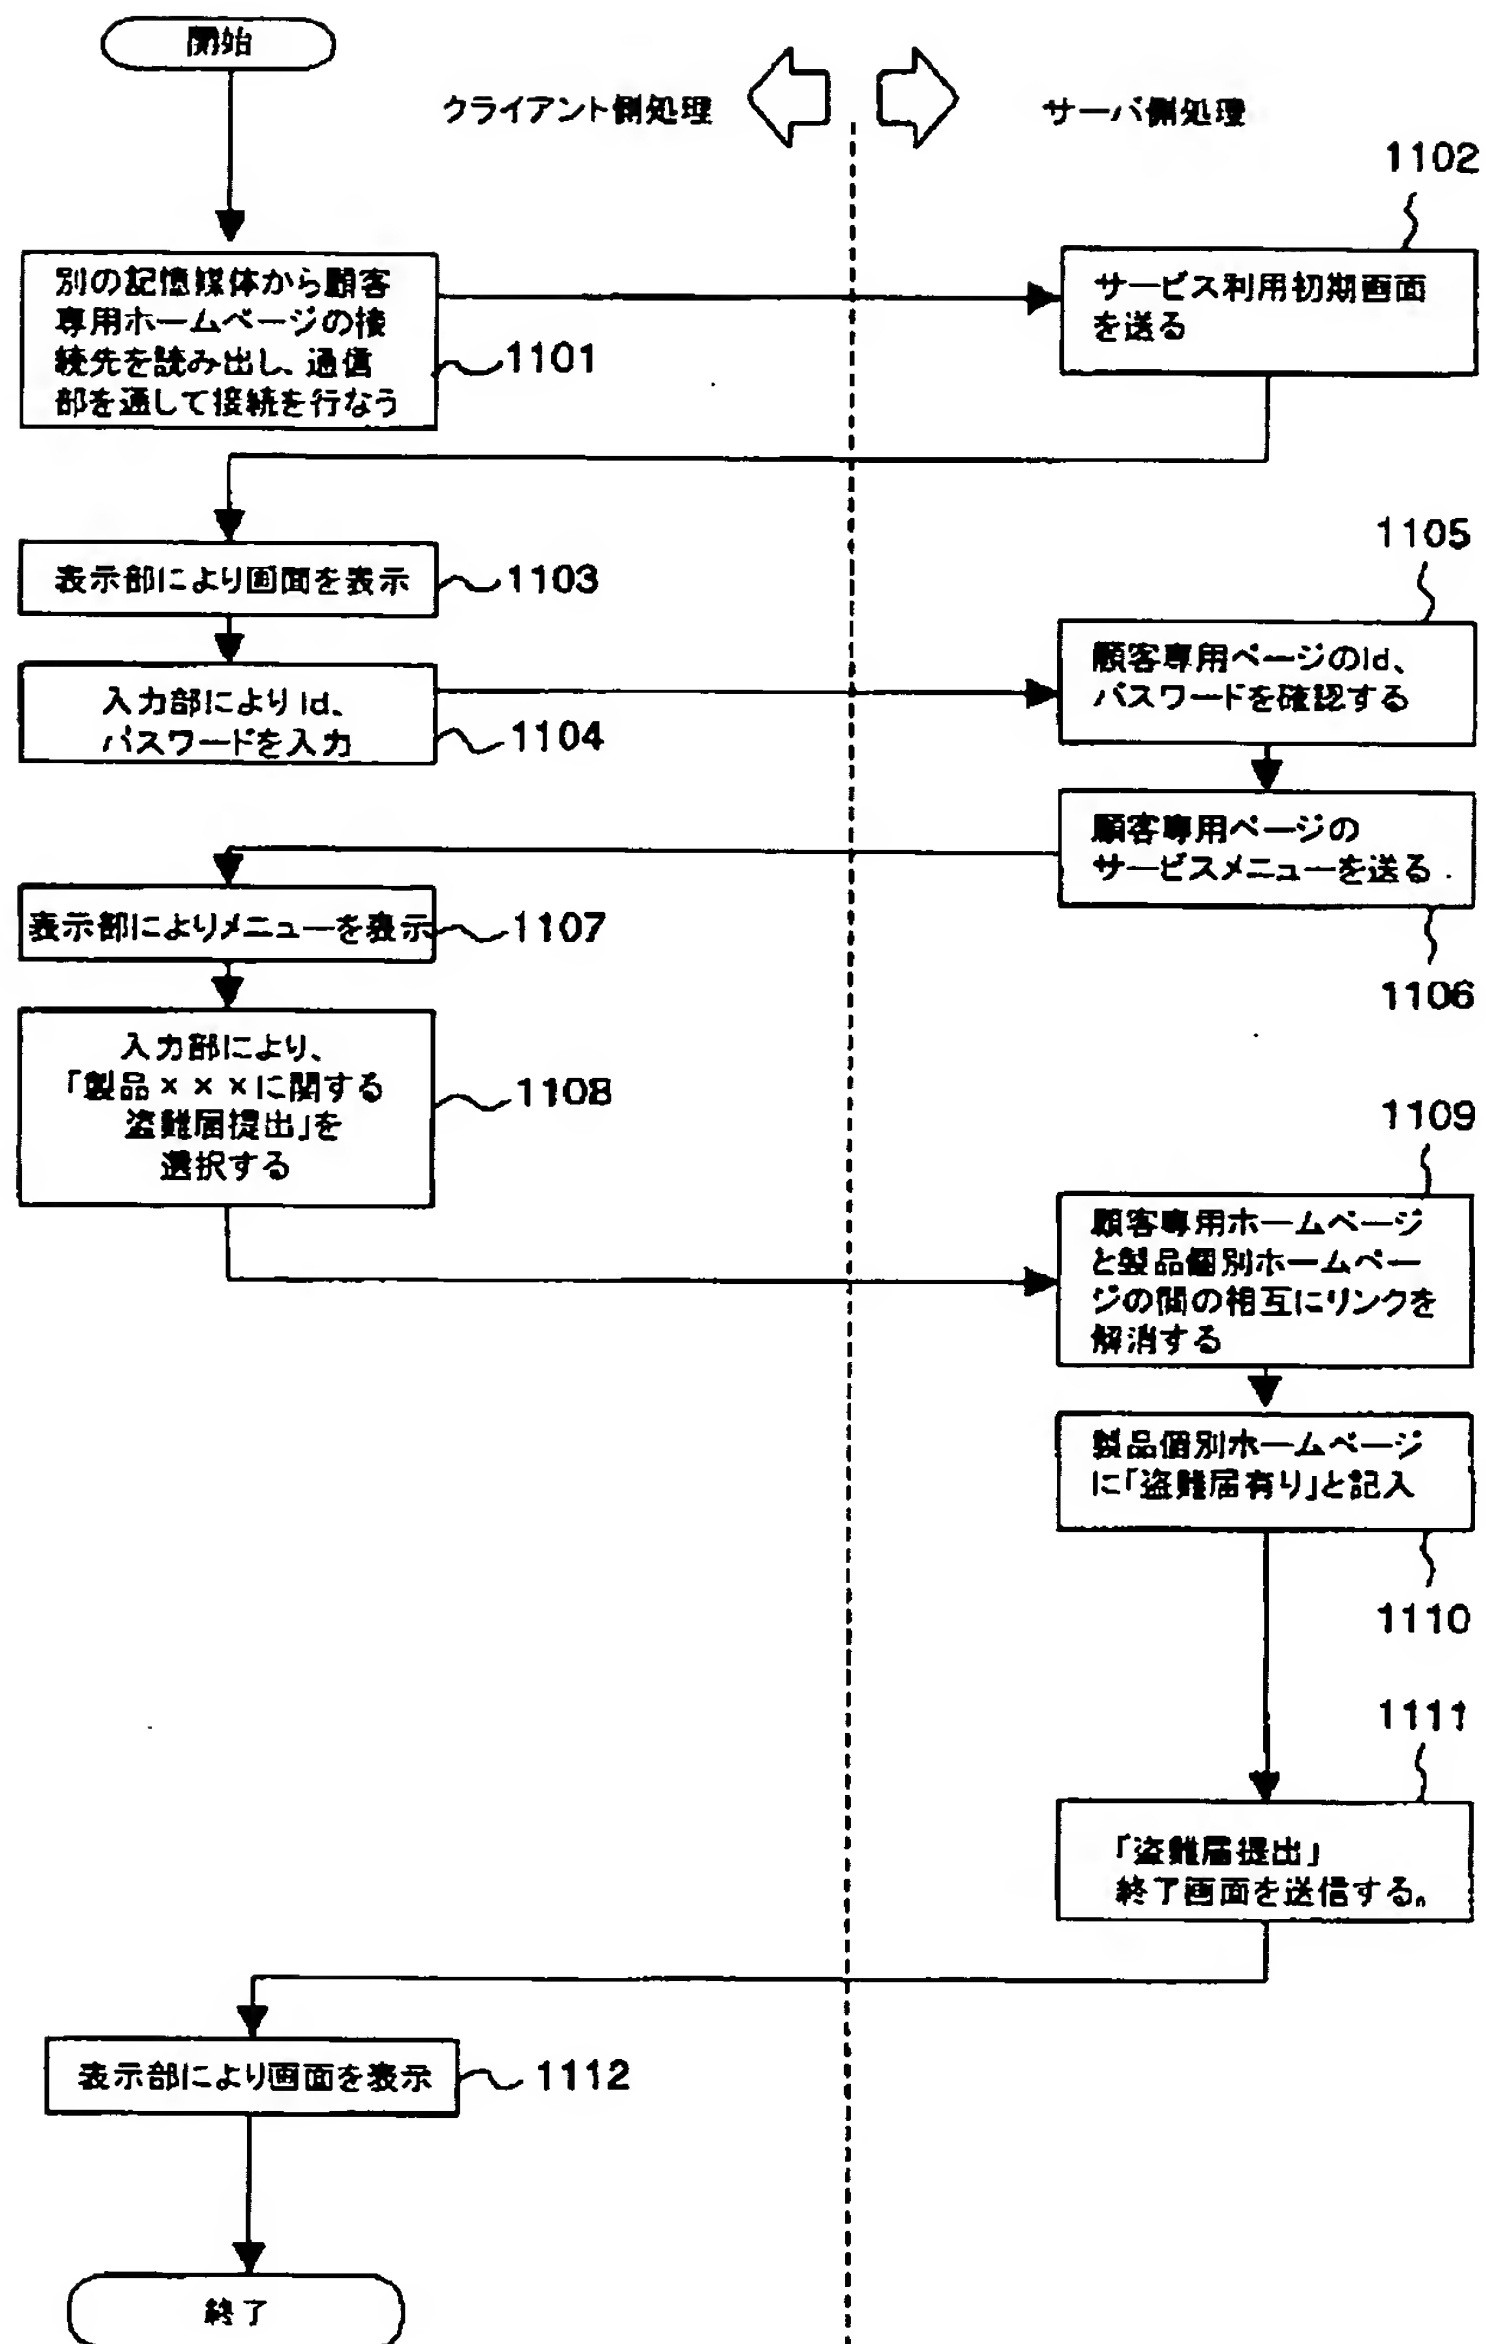 開始
クライアント側処理
サーバ側処理
1102
別の記憶媒体から顧客
専用ホームページの接
続先を読み出し、通信
部を通して接続を行なう
1101
サービス利用初期画面
を送る
表示部により画面を表示
1103
1105
入力部によりId、
パスワードを入力
1104
顧客専用ページのId、
パスワードを確認する
顧客専用ページの
サービスメニューを送る
1106
表示部によりメニューを表示
1107
入力部により、
「製品×××に関する
盗難届提出」を
選択する
1108
1109
顧客専用ホームページ
と製品個別ホームペー
ジの間の相互にリンクを
解消する
製品個別ホームページ
に「盗難届有り」と記入
1110
1111
「盗難届提出」
終了画面を送信する。
表示部により画面を表示
1112
終了